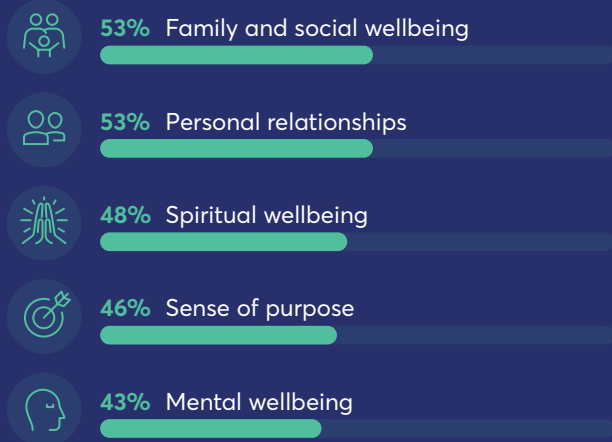 53% Family and social wellbeing
53% Personal relationships
48% Spiritual wellbeing
46% Sense of purpose
43% Mental wellbeing